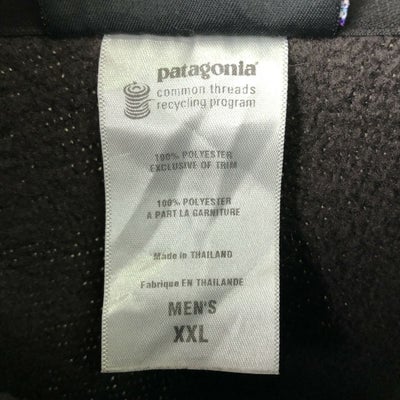 patagonia®
common threads
recycling program
100% POLYESTER
EXCLUSIVE OF TRIM
100% POLYESTER
A PART LA GARNITURE
Made in THAILAND
Fabrique EN THAILANDE
MEN'S
XXL